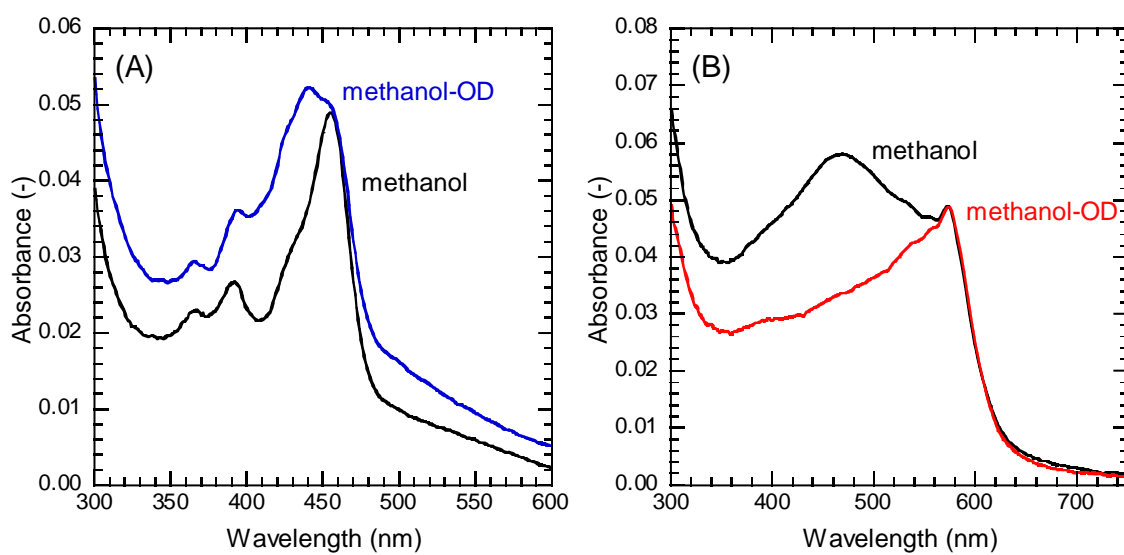 (A)
methanol-OD
methanol
Absorbance (-)
0.06
0.05
0.04
0.03
0.02
0.01
0.00
300 350 400 450 500 550 600
Wavelength (nm)
(B)
methanol
methanol-OD
Absorbance (-)
0.08
0.07
0.06
0.05
0.04
0.03
0.02
0.01
0.00
300 400 500 600 700
Wavelength (nm)